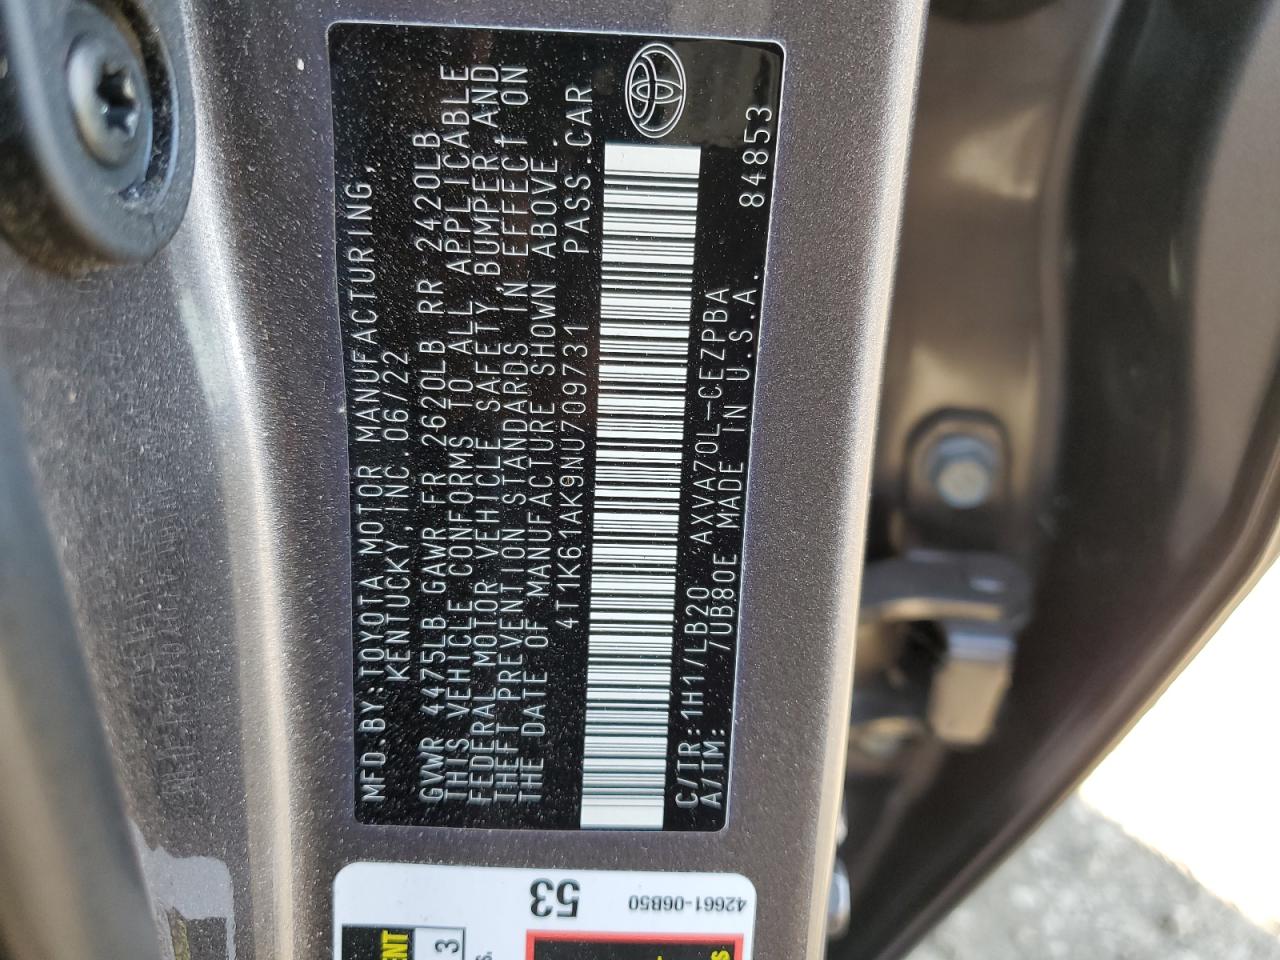 MFD.BY:TOYOTA MOTOR MANUFACTURING,
KENTUCKY, INC.06/22
GVWR 4475LB GAWR FR 2620LB RR 2420LB
THIS VEHICLE CONFORMS TO ALL APPLICABLE
FEDERAL MOTOR VEHICLE SAFETY, BUMPER, AND
THEFT PREVENTION STANDARDS IN EFFECT ON
THE DATE OF MANUFACTURE SHOWN ABOVE.
4T1K61AK9NU709731 PASS.CAR
C/TR:1H1/LB20 AXVA70L-CEZPBA
A/TM: 7UB80E MADE IN U.S.A. 84853
53
42661-06B50
3